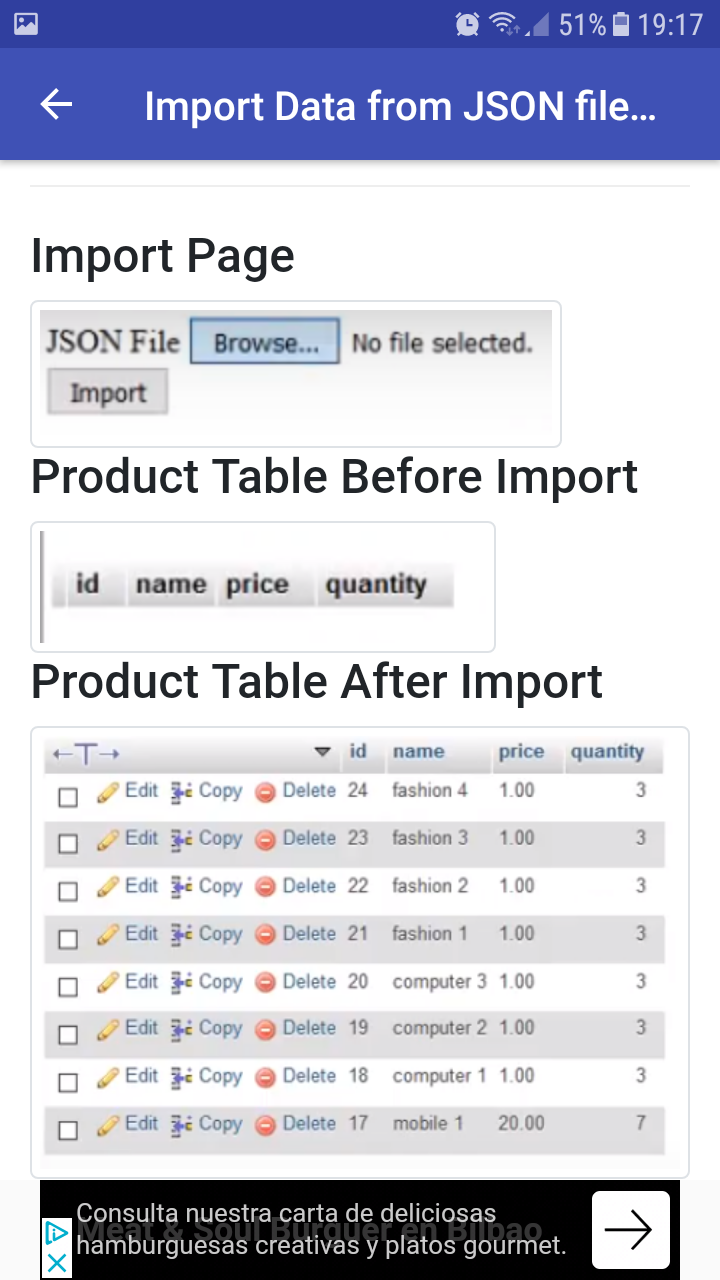 51% 19:17
Import Data from JSON file...
Import Page
JSON File Browse... No file selected.
Import
Product Table Before Import
id name price quantity
Product Table After Import
←T→ id name price quantity
Edit Copy Delete 24 fashion 4 1.00 3
Edit Copy Delete 23 fashion 3 1.00 3
Edit Copy Delete 22 fashion 2 1.00 3
Edit Copy Delete 21 fashion 1 1.00 3
Edit Copy Delete 20 computer 3 1.00 3
Edit Copy Delete 19 computer 2 1.00 3
Edit Copy Delete 18 computer 1 1.00 3
Edit Copy Delete 17 mobile 1 20.00 7
Consulta nuestra carta de deliciosas
Meat & Soul Burguer en Bilbao
hamburguesas creativas y platos gourmet.